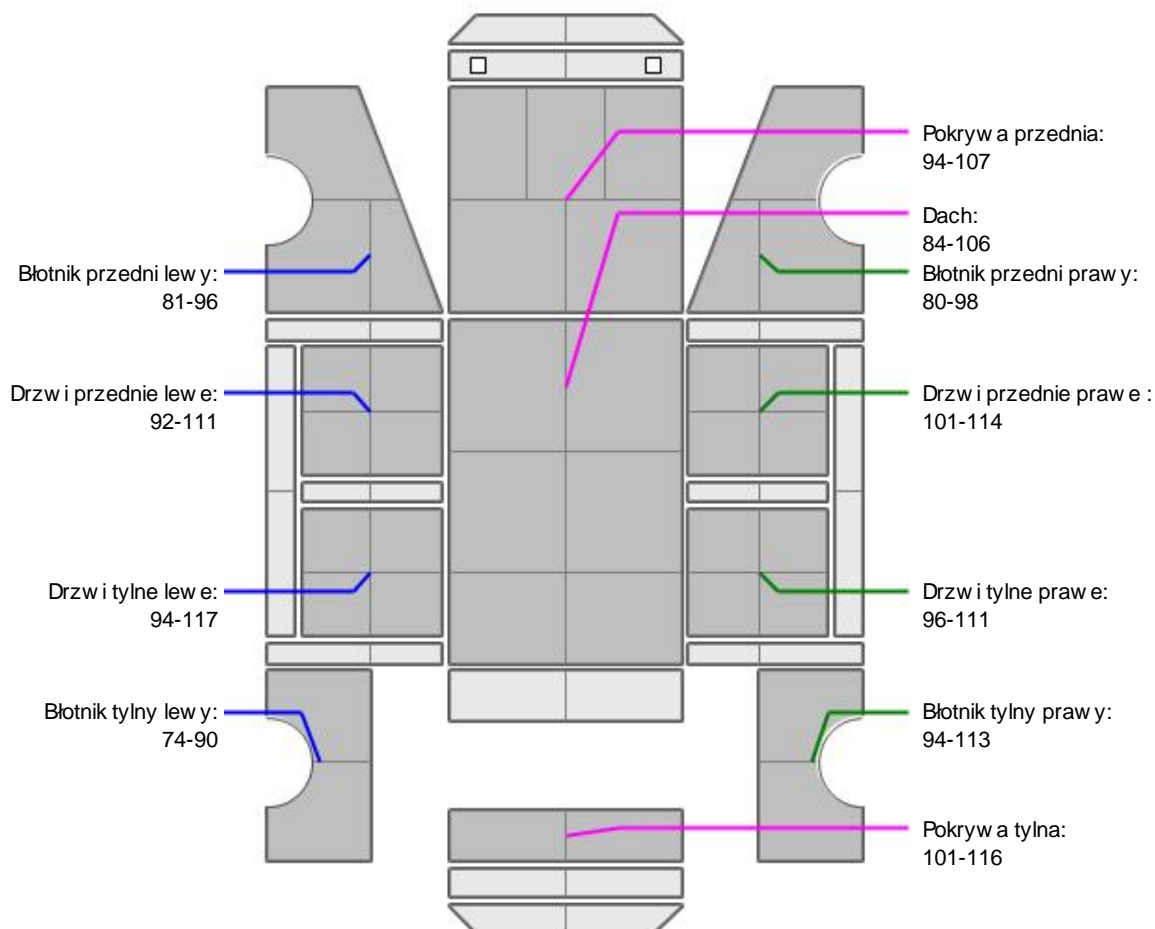 Pokrywa przednia:
94-107
Dach:
84-106
Błotnik przedni lewy:
81-96
Błotnik przedni prawy:
80-98
Drzwi przednie lewe:
92-111
Drzwi przednie prawe :
101-114
Drzwi tylne lewe:
94-117
Drzwi tylne prawe:
96-111
Błotnik tylny lewy:
74-90
Błotnik tylny prawy:
94-113
Pokrywa tylna:
101-116